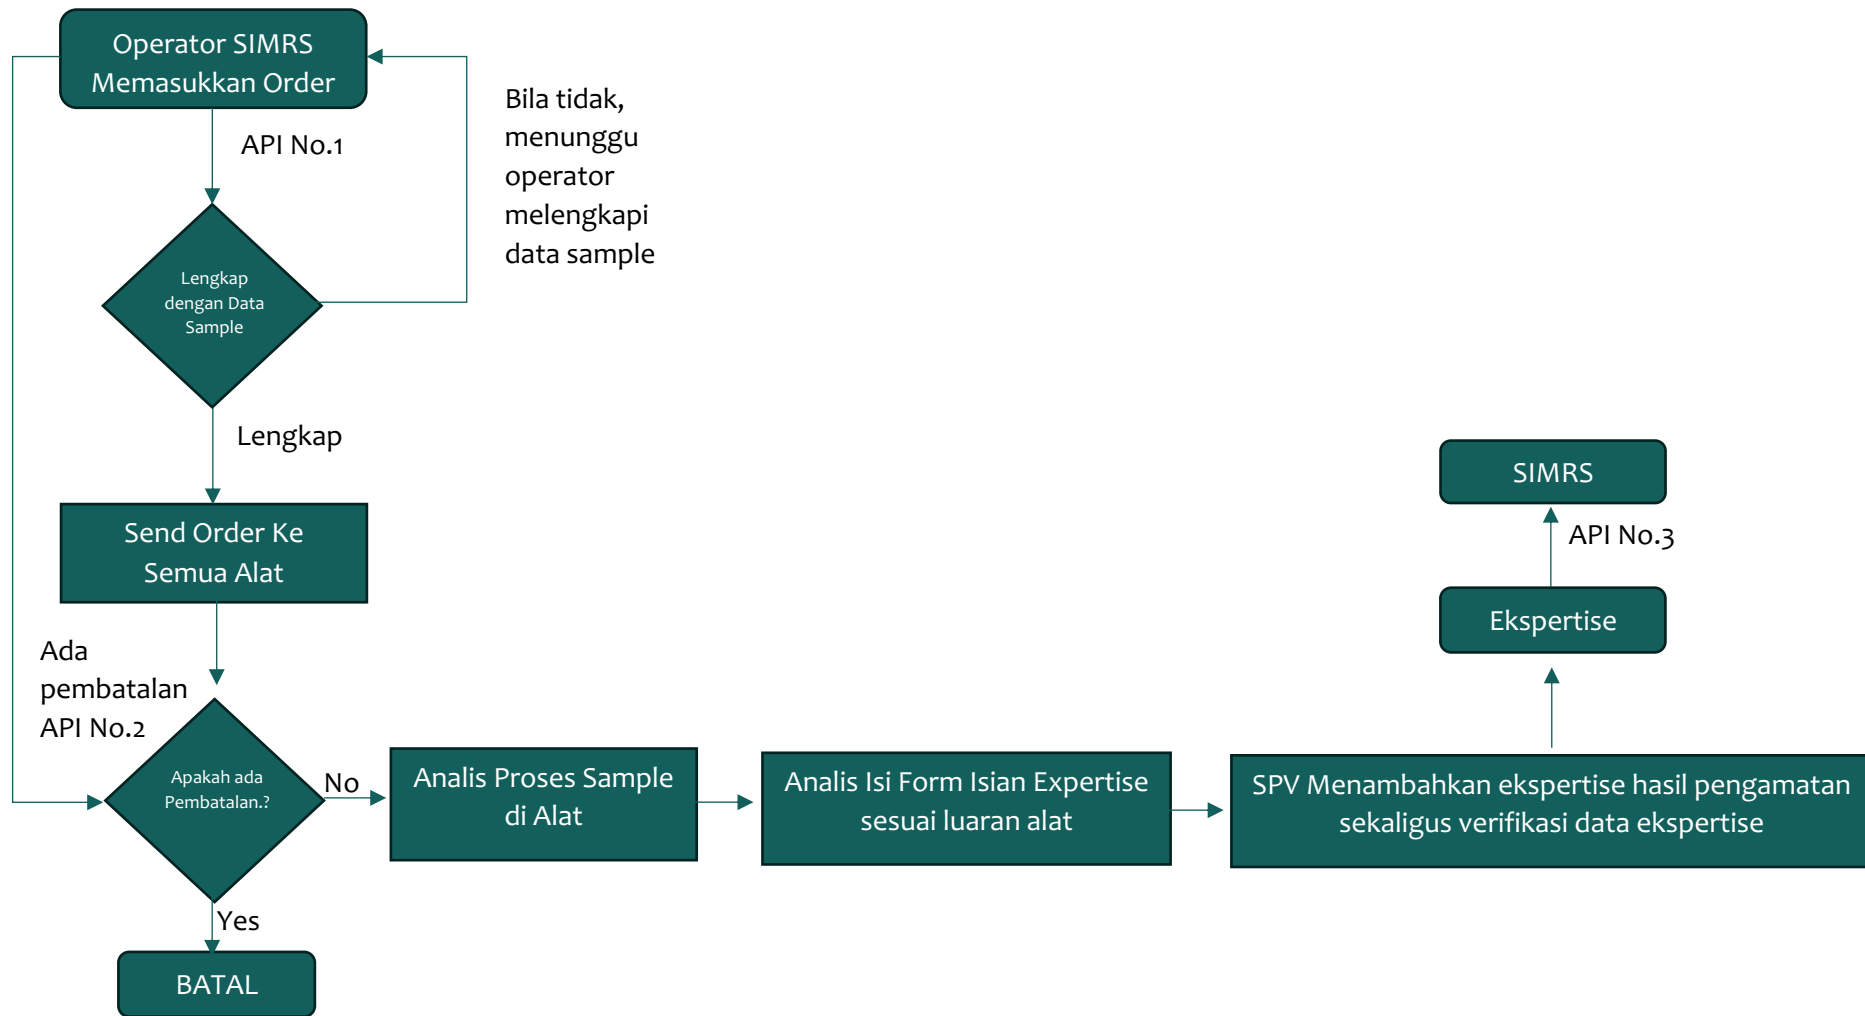 Operator SIMRS
Memasukkan Order
API No.1
Bila tidak,
menunggu
operator
melengkapi
data sample
Lengkap
dengan Data
Sample
Lengkap
Send Order Ke
Semua Alat
Ada
pembatalan
API No.2
Apakah ada
Pembatalan.?
No
Yes
BATAL
Analis Proses Sample
di Alat
Analis Isi Form Isian Expertise
sesuai luaran alat
SPV Menambahkan ekspertise hasil pengamatan
sekaligus verifikasi data ekspertise
Ekspertise
API No.3
SIMRS